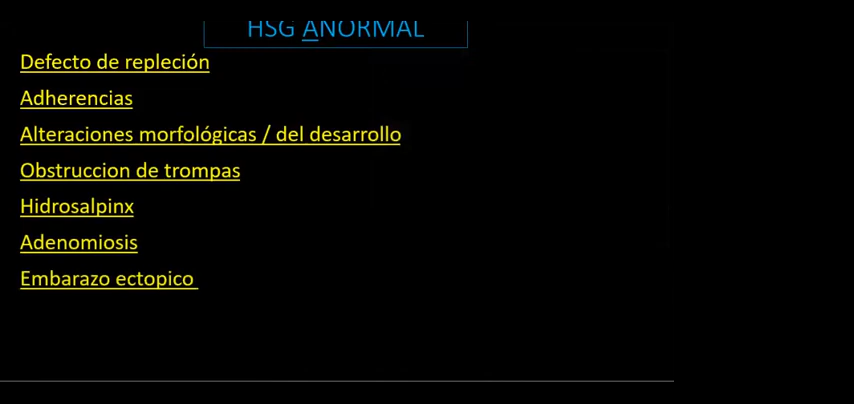 HSG ANORMAL
Defecto de repleción
Adherencias
Alteraciones morfológicas / del desarrollo
Obstruccion de trompas
Hidrosalpinx
Adenomiosis
Embarazo ectopico